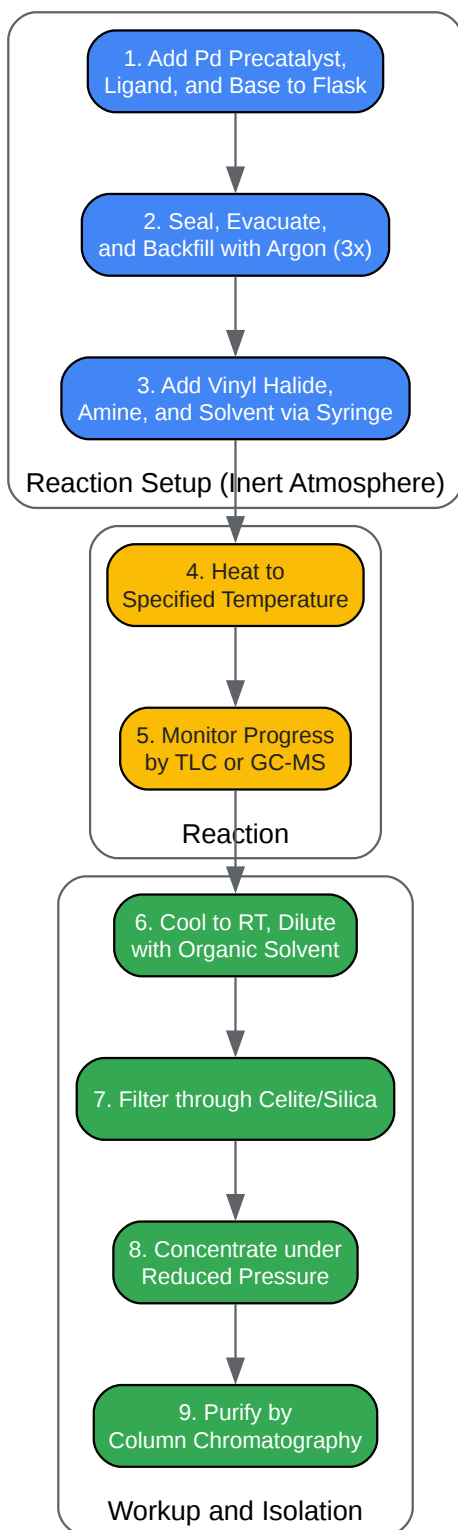 1. Add Pd Precatalyst,
Ligand, and Base to Flask
2. Seal, Evacuate,
and Backfill with Argon (3x)
3. Add Vinyl Halide,
Amine, and Solvent via Syringe
Reaction Setup (Inert Atmosphere)
4. Heat to
Specified Temperature
5. Monitor Progress
by TLC or GC-MS
Reaction
6. Cool to RT, Dilute
with Organic Solvent
7. Filter through Celite/Silica
8. Concentrate under
Reduced Pressure
9. Purify by
Column Chromatography
Workup and Isolation